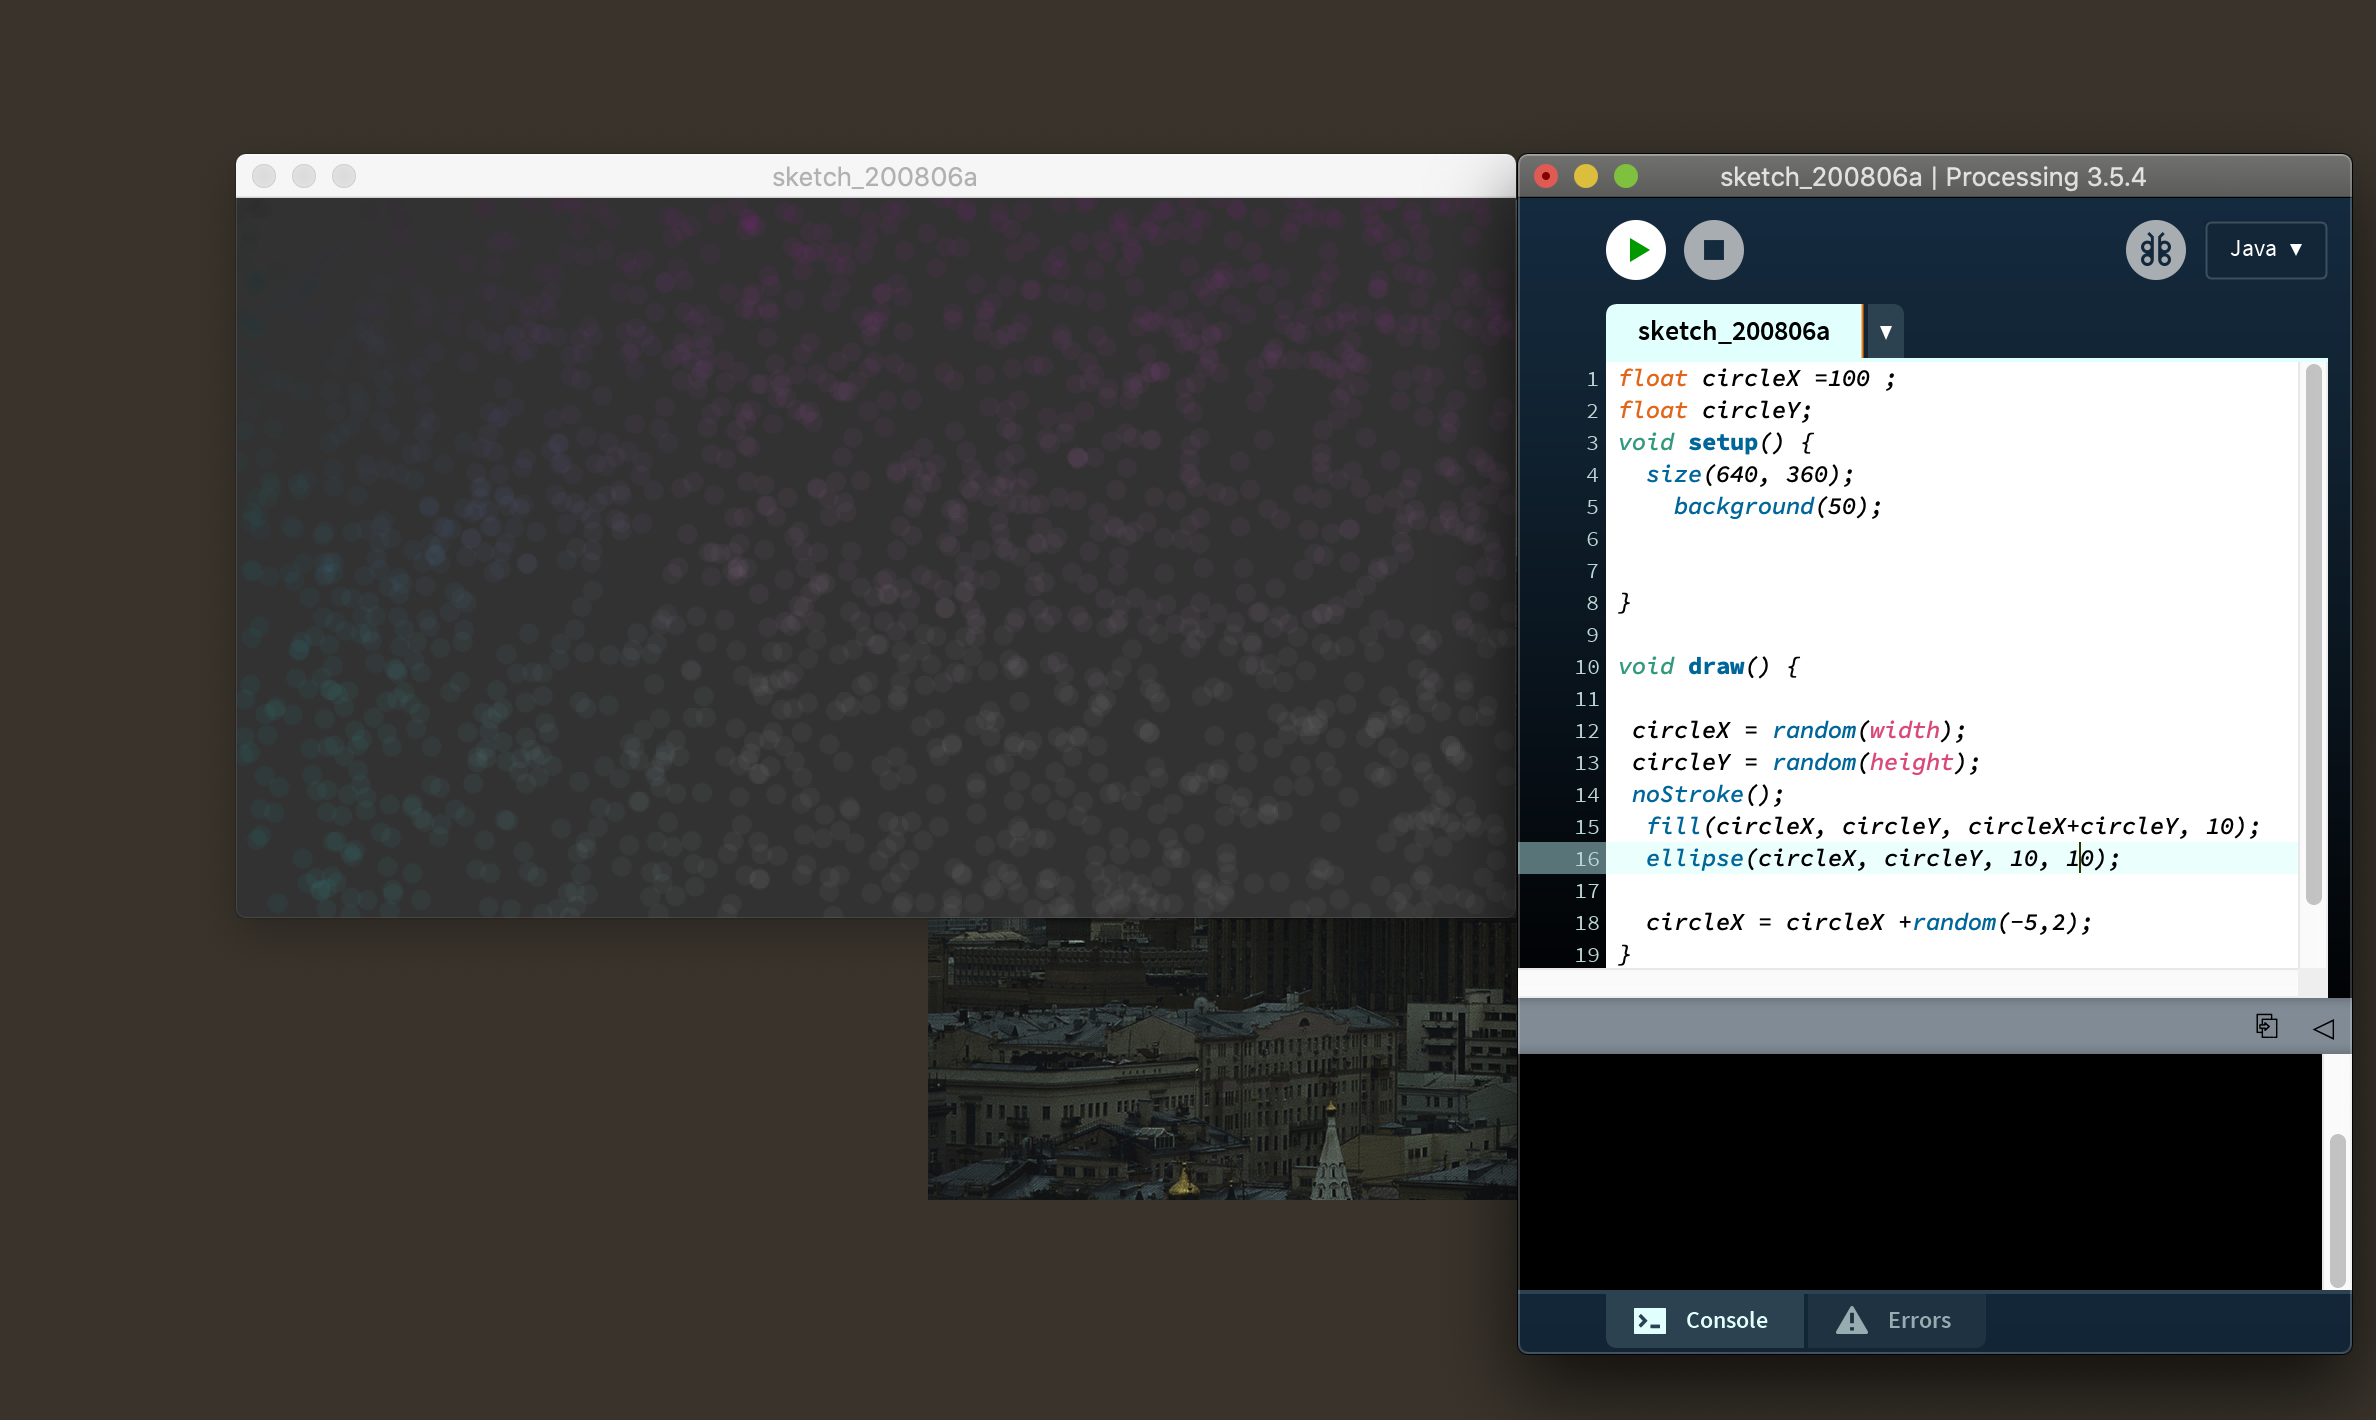 sketch_200806a
sketch_200806a | Processing 3.5.4
Java ▼
sketch_200806a ▼
1 float circleX =100 ;
2 float circleY;
3 void setup() {
4 size(640, 360);
5 background(50);
6
7
8 }
9
10 void draw() {
11
12 circleX = random(width);
13 circleY = random(height);
14 noStroke();
15 fill(circleX, circleY, circleX+circleY, 10);
16 ellipse(circleX, circleY, 10, 10);
17
18 circleX = circleX +random(-5,2);
19 }
Console
Errors